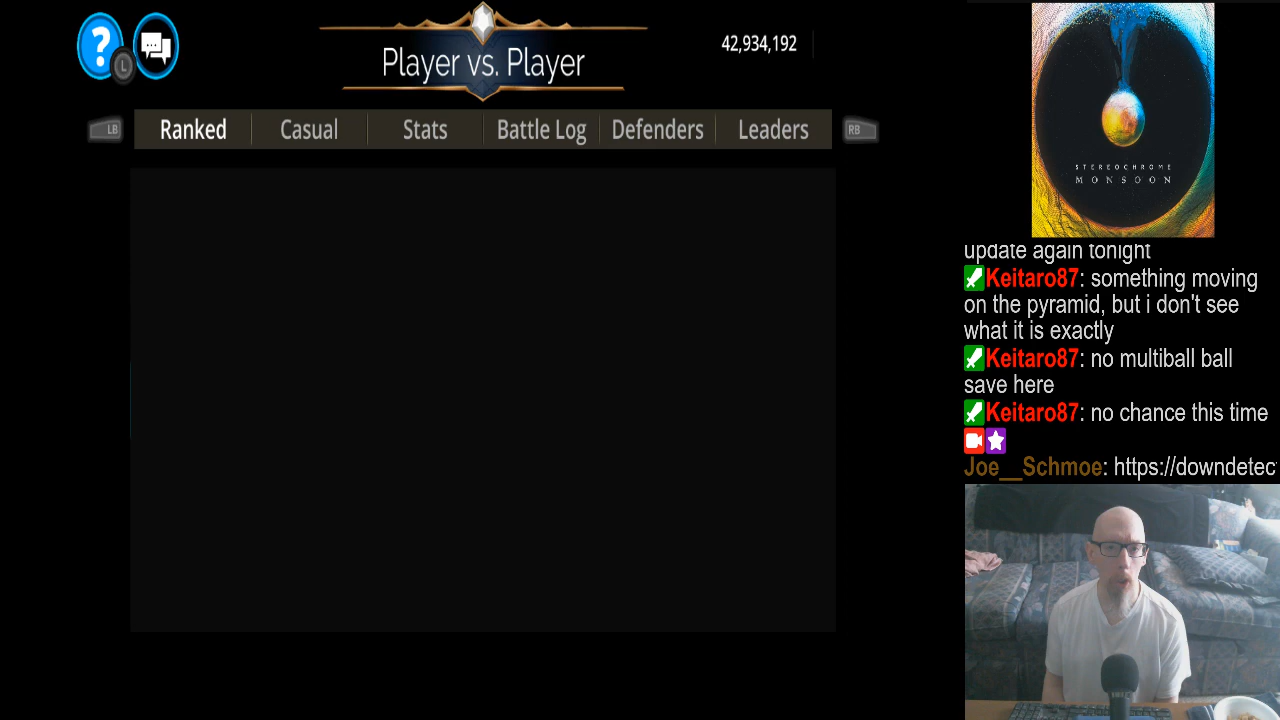 ?
L
Player vs. Player
42,934,192
LB
Ranked
Casual
Stats
Battle Log
Defenders
Leaders
RB
STEREOCHROME
MONSOON
update again tonight
Keitaro87: something moving
on the pyramid, but i don't see
what it is exactly
Keitaro87: no multiball ball
save here
Keitaro87: no chance this time
Joe__Schmoe: https://downdetec